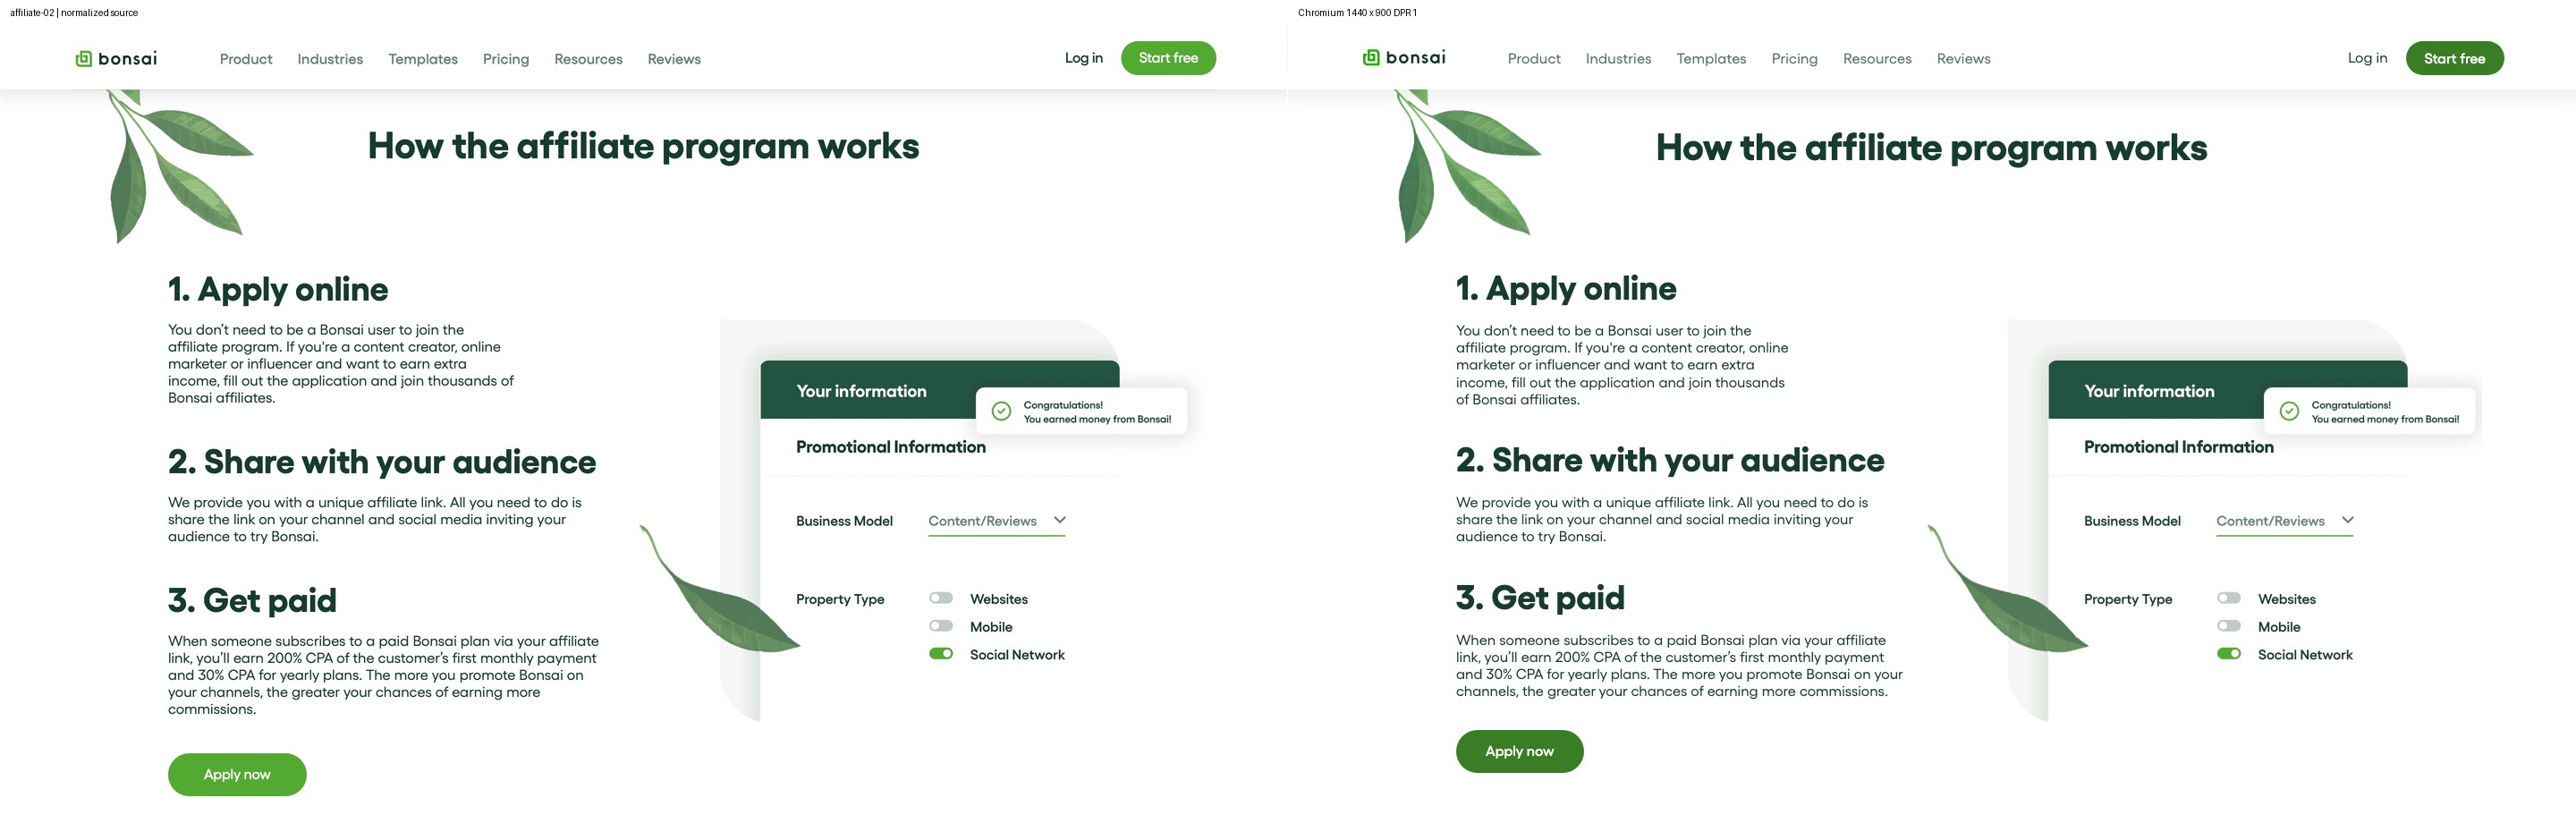 affiliate-02 | normalized source
bonsai
Product Industries Templates Pricing Resources Reviews
Log in
Start free
How the affiliate program works
1. Apply online
You don’t need to be a Bonsai user to join the
affiliate program. If you're a content creator, online
marketer or influencer and want to earn extra
income, fill out the application and join thousands of
Bonsai affiliates.
2. Share with your audience
We provide you with a unique affiliate link. All you need to do is
share the link on your channel and social media inviting your
audience to try Bonsai.
3. Get paid
When someone subscribes to a paid Bonsai plan via your affiliate
link, you’ll earn 200% CPA of the customer’s first monthly payment
and 30% CPA for yearly plans. The more you promote Bonsai on
your channels, the greater your chances of earning more
commissions.
Apply now
Your information
Congratulations!
You earned money from Bonsai!
Promotional Information
Business Model Content/Reviews
Property Type
Websites
Mobile
Social Network
Chromium 1440 x 900 DPR 1
bonsai
Product Industries Templates Pricing Resources Reviews
Log in
Start free
How the affiliate program works
1. Apply online
You don’t need to be a Bonsai user to join the
affiliate program. If you're a content creator, online
marketer or influencer and want to earn extra
income, fill out the application and join thousands
of Bonsai affiliates.
2. Share with your audience
We provide you with a unique affiliate link. All you need to do is
share the link on your channel and social media inviting your
audience to try Bonsai.
3. Get paid
When someone subscribes to a paid Bonsai plan via your affiliate
link, you’ll earn 200% CPA of the customer’s first monthly payment
and 30% CPA for yearly plans. The more you promote Bonsai on your
channels, the greater your chances of earning more commissions.
Apply now
Your information
Congratulations!
You earned money from Bonsai!
Promotional Information
Business Model Content/Reviews
Property Type
Websites
Mobile
Social Network